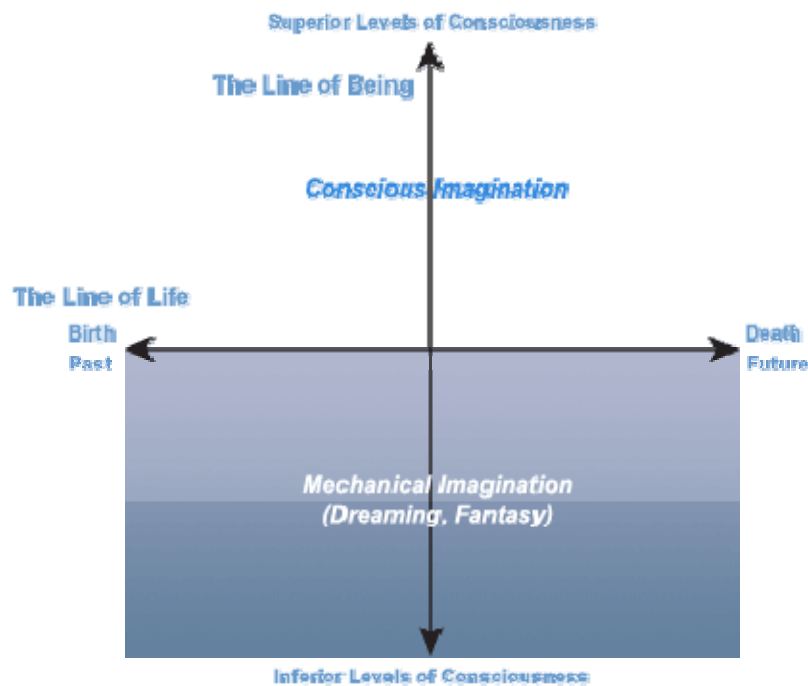 Superior Levels of Consciousness
The Line of Being
Conscious Imagination
The Line of Life
Birth
Death
Past
Future
Mechanical Imagination
(Dreaming, Fantasy)
Inferior Levels of Consciousness